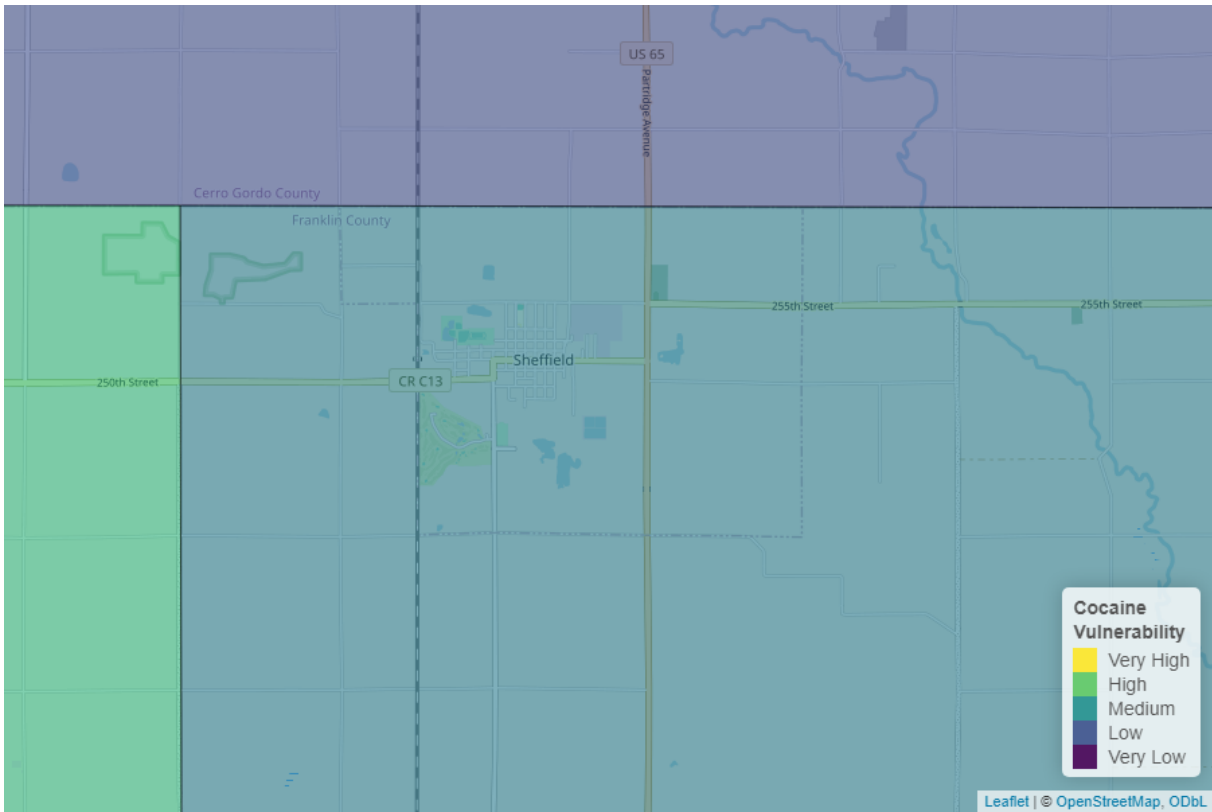 US 65
Partridge Avenue
Cerro Gordo County
Franklin County
255th Street
255th Street
Sheffield
250th Street
CR C13
Cocaine
Vulnerability
Very High
High
Medium
Low
Very Low
Leaflet | © OpenStreetMap, ODbL